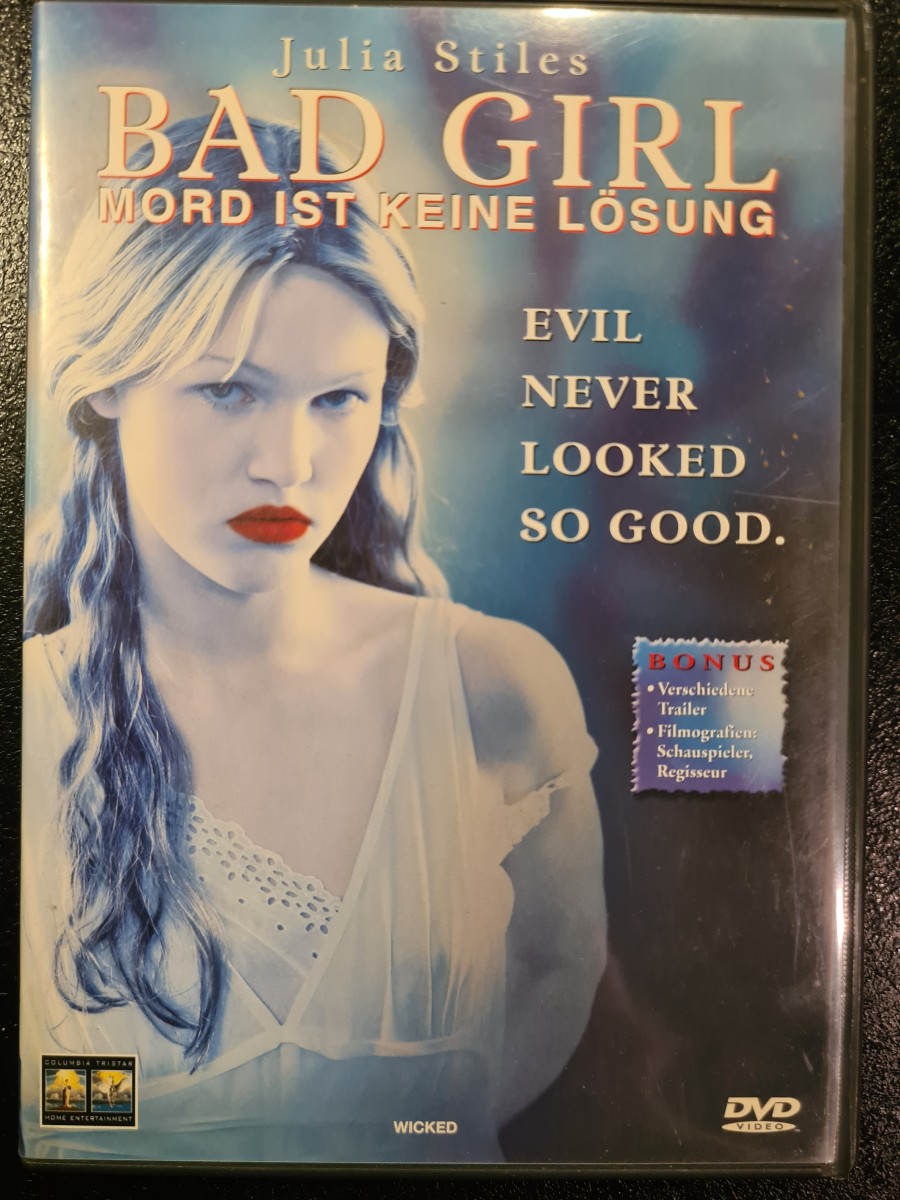 Julia Stiles
BAD GIRL
MORD IST KEINE LÖSUNG
EVIL
NEVER
LOOKED
SO GOOD.
BONUS
• Verschiedene
Trailer
• Filmografien:
Schauspieler,
Regisseur
COLUMBIA TRISTAR
HOME ENTERTAINMENT
WICKED
DVD
VIDEO